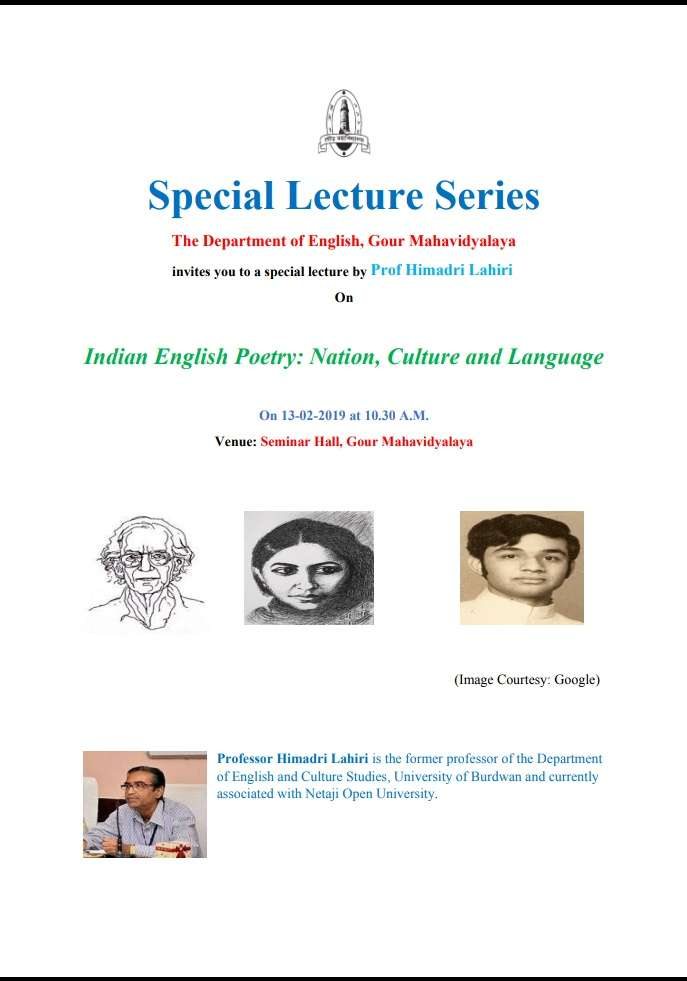 Special Lecture Series
The Department of English, Gour Mahavidyalaya
invites you to a special lecture by Prof Himadri Lahiri
On
Indian English Poetry: Nation, Culture and Language
On 13-02-2019 at 10.30 A.M.
Venue: Seminar Hall, Gour Mahavidyalaya
(Image Courtesy: Google)
Professor Himadri Lahiri is the former professor of the Department
of English and Culture Studies, University of Burdwan and currently
associated with Netaji Open University.